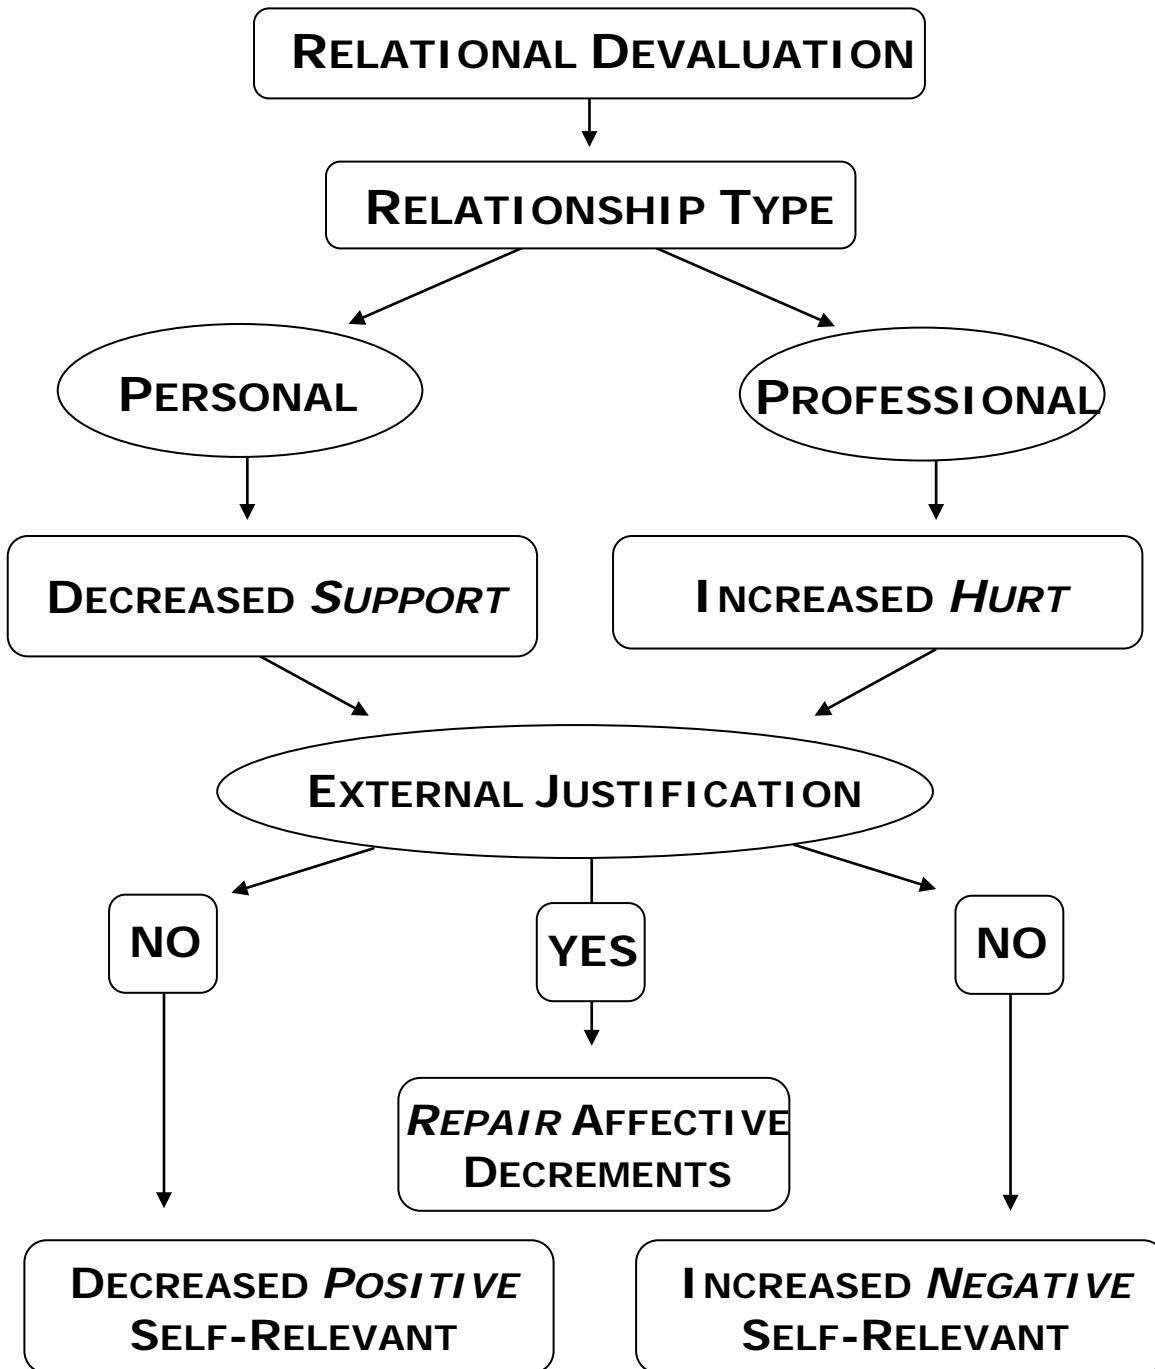 RELATIONAL DEVALUATION
RELATIONSHIP TYPE
PERSONAL
PROFESSIONAL
DECREASED SUPPORT
INCREASED HURT
EXTERNAL JUSTIFICATION
NO
YES
NO
REPAIR AFFECTIVE
DECREMENTS
DECREASED POSITIVE
SELF-RELEVANT
INCREASED NEGATIVE
SELF-RELEVANT